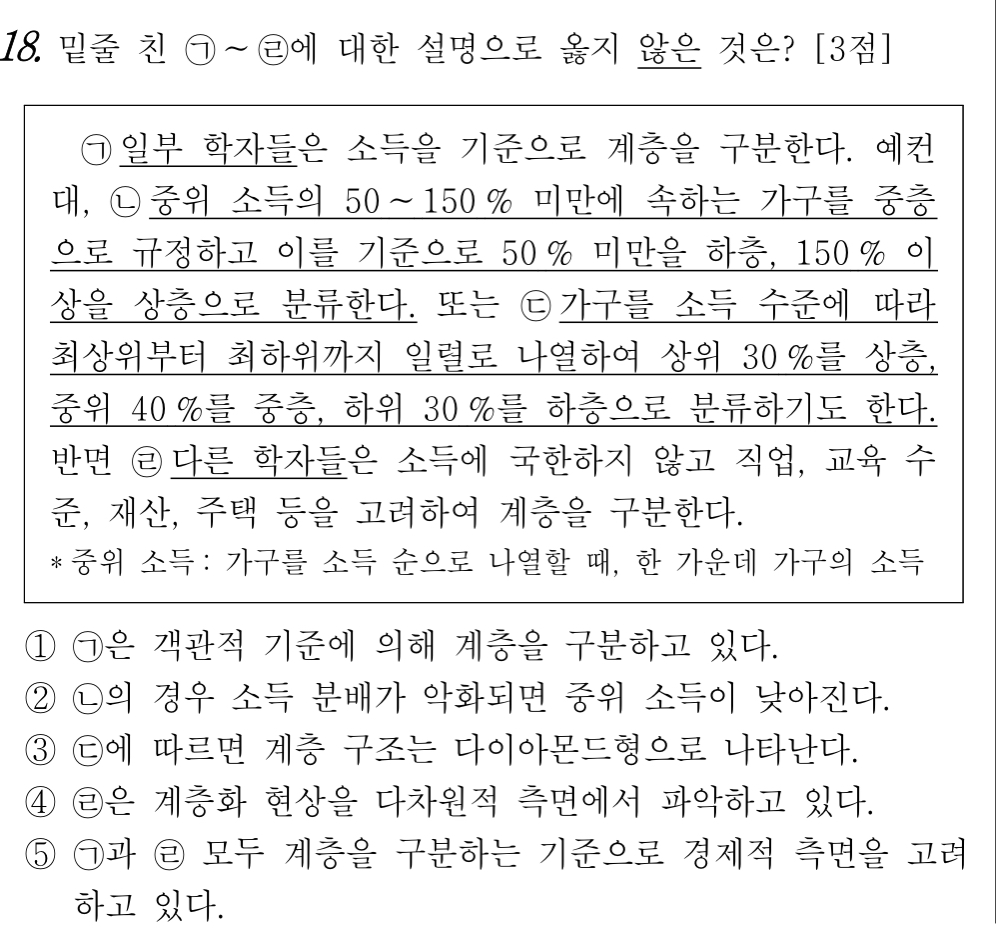 18. 밑줄 친 ㉠~㉣에 대한 설명으로 옳지 않은 것은? [3점]
㉠일부 학자들은 소득을 기준으로 계층을 구분한다. 예컨
대, ㉡중위 소득의 50~150% 미만에 속하는 가구를 중층
으로 규정하고 이를 기준으로 50% 미만을 하층, 150% 이
상을 상층으로 분류한다. 또는 ㉢가구를 소득 수준에 따라
최상위부터 최하위까지 일렬로 나열하여 상위 30%를 상층,
중위 40%를 중층, 하위 30%를 하층으로 분류하기도 한다.
반면 ㉣다른 학자들은 소득에 국한하지 않고 직업, 교육 수
준, 재산, 주택 등을 고려하여 계층을 구분한다.
*중위 소득: 가구를 소득 순으로 나열할 때, 한 가운데 가구의 소득
① ㉠은 객관적 기준에 의해 계층을 구분하고 있다.
② ㉡의 경우 소득 분배가 악화되면 중위 소득이 낮아진다.
③ ㉢에 따르면 계층 구조는 다이아몬드형으로 나타난다.
④ ㉣은 계층화 현상을 다차원적 측면에서 파악하고 있다.
⑤ ㉠과 ㉣ 모두 계층을 구분하는 기준으로 경제적 측면을 고려
하고 있다.